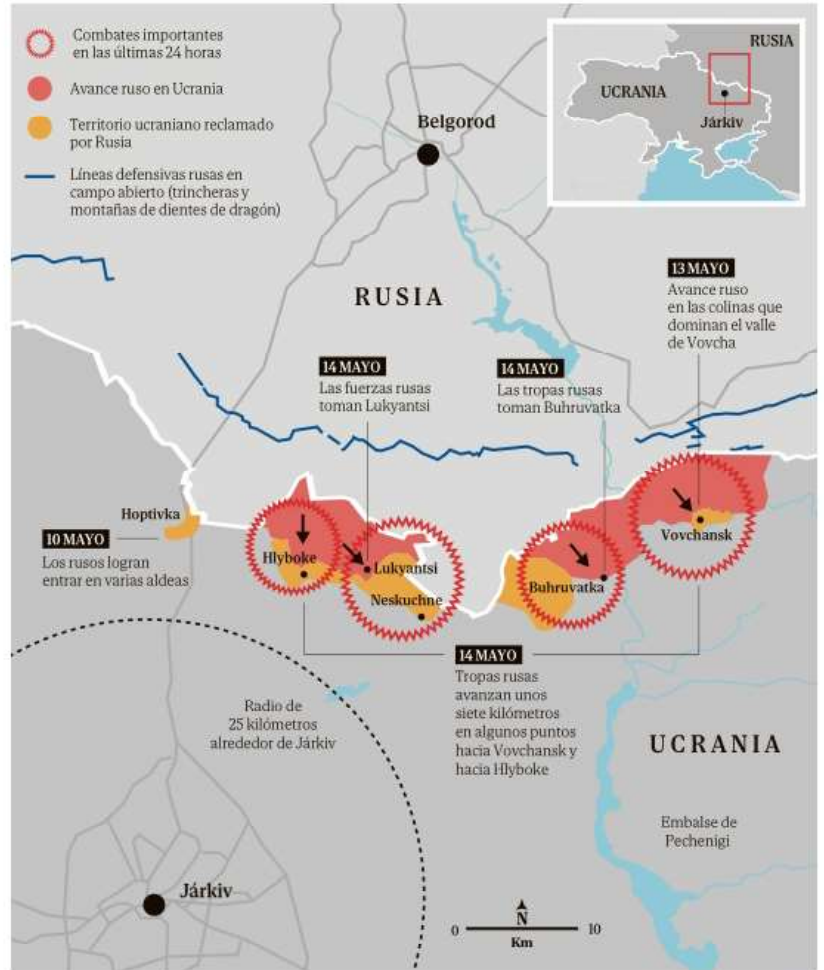 Combates importantes
en las últimas 24 horas
Avance ruso en Ucrania
Territorio ucraniano reclamado
por Rusia
Líneas defensivas rusas en
campo abierto (trincheras y
montañas de dientes de dragón)
RUSIA
UCRANIA
Járkiv
Belgorod
RUSIA
13 MAYO
Avance ruso
en las colinas que
dominan el valle
de Vovcha
14 MAYO
Las fuerzas rusas
toman Lukyantsi
14 MAYO
Las tropas rusas
toman Buhruvatka
Hoptivka
10 MAYO
Los rusos logran
entrar en varias aldeas
Hlyboke
Lukyantsi
Neskuchne
Buhruvatka
Vovchansk
14 MAYO
Tropas rusas
avanzan unos
siete kilómetros
en algunos puntos
hacia Vovchansk y
hacia Hlyboke
Radio de
25 kilómetros
alrededor de Járkiv
UCRANIA
Embalse de
Pechenigi
Járkiv
N
0 10
Km